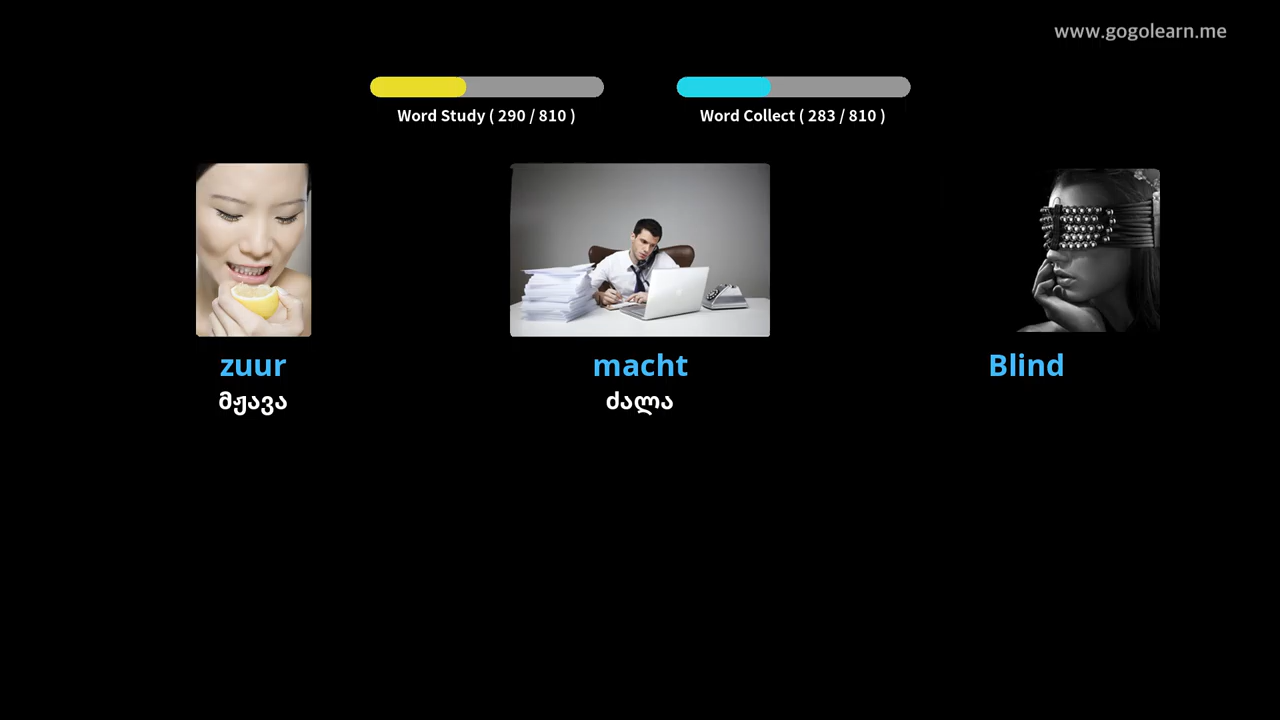 www.gogolearn.me
Word Study ( 290 / 810 )
Word Collect ( 283 / 810 )
zuur
macht
Blind
მჟავა
ძალა